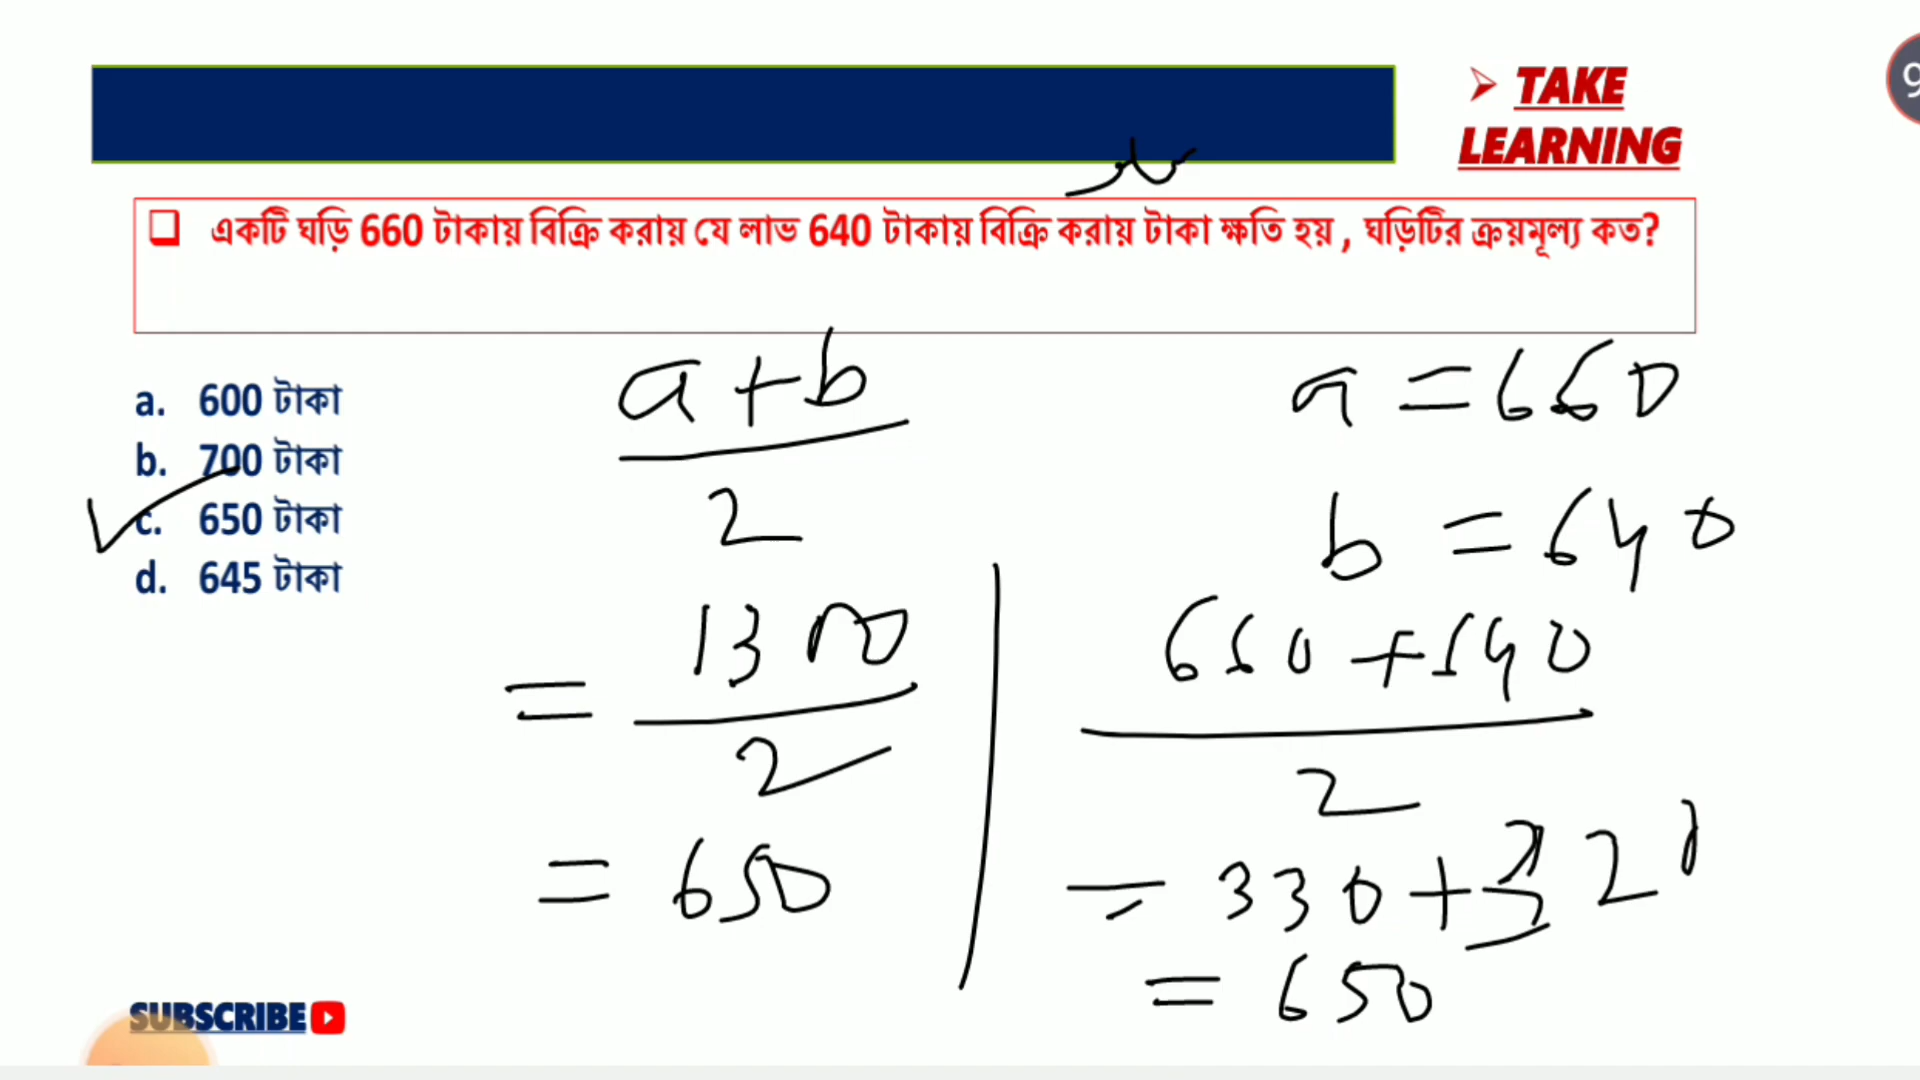 TAKE
LEARNING
9
একটি ঘড়ি 660 টাকায় বিক্রি করায় যে লাভ 640 টাকায় বিক্রি করায় টাকা ক্ষতি হয় , ঘড়িটির ক্রয়মূল্য কত?
a. 600 টাকা
b. 700 টাকা
c. 650 টাকা
d. 645 টাকা
a+b
2
= 1300
2
= 650
a = 660
b = 640
660+640
2
= 330+320
= 650
SUBSCRIBE